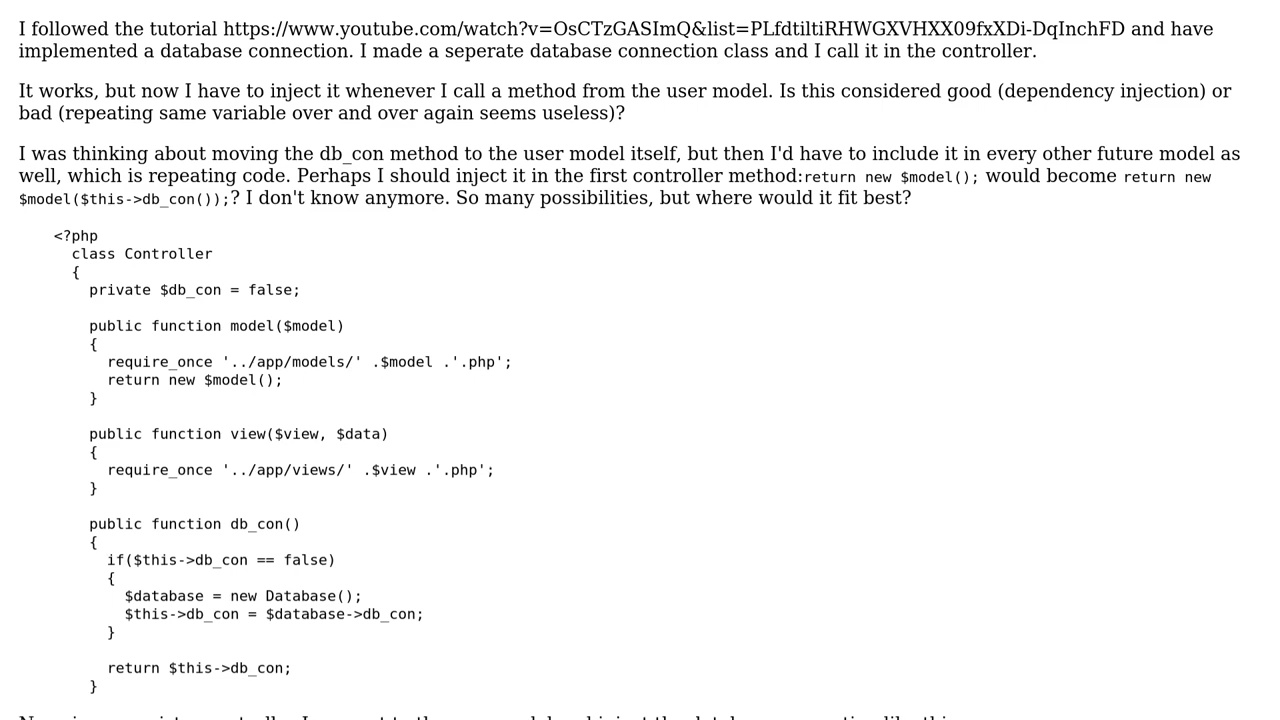 I followed the tutorial https://www.youtube.com/watch?v=OsCTzGASImQ&list=PLfdtiltiRHWGXVHXX09fxXDi-DqInchFD and have
implemented a database connection. I made a seperate database connection class and I call it in the controller.
It works, but now I have to inject it whenever I call a method from the user model. Is this considered good (dependency injection) or
bad (repeating same variable over and over again seems useless)?
I was thinking about moving the db_con method to the user model itself, but then I'd have to include it in every other future model as
well, which is repeating code. Perhaps I should inject it in the first controller method:return new $model(); would become return new
$model($this->db_con());? I don't know anymore. So many possibilities, but where would it fit best?
<?php
class Controller
{
private $db_con = false;
public function model($model)
{
require_once '../app/models/' .$model .'.php';
return new $model();
}
public function view($view, $data)
{
require_once '../app/views/' .$view .'.php';
}
public function db_con()
{
if($this->db_con == false)
{
$database = new Database();
$this->db_con = $database->db_con;
}
return $this->db_con;
}